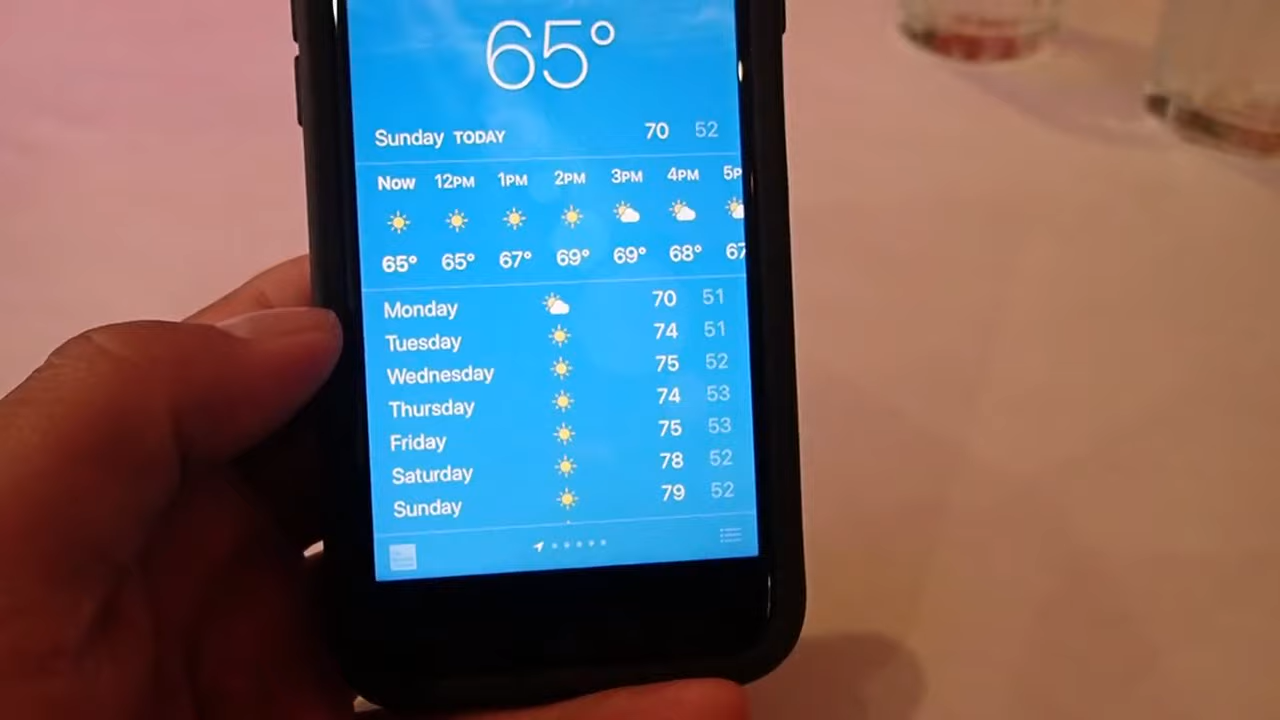 65°
Sunday TODAY 70 52
Now 12PM 1PM 2PM 3PM 4PM 5P
65° 65° 67° 69° 69° 68° 67
Monday 70 51
Tuesday 74 51
Wednesday 75 52
Thursday 74 53
Friday 75 53
Saturday 78 52
Sunday 79 52